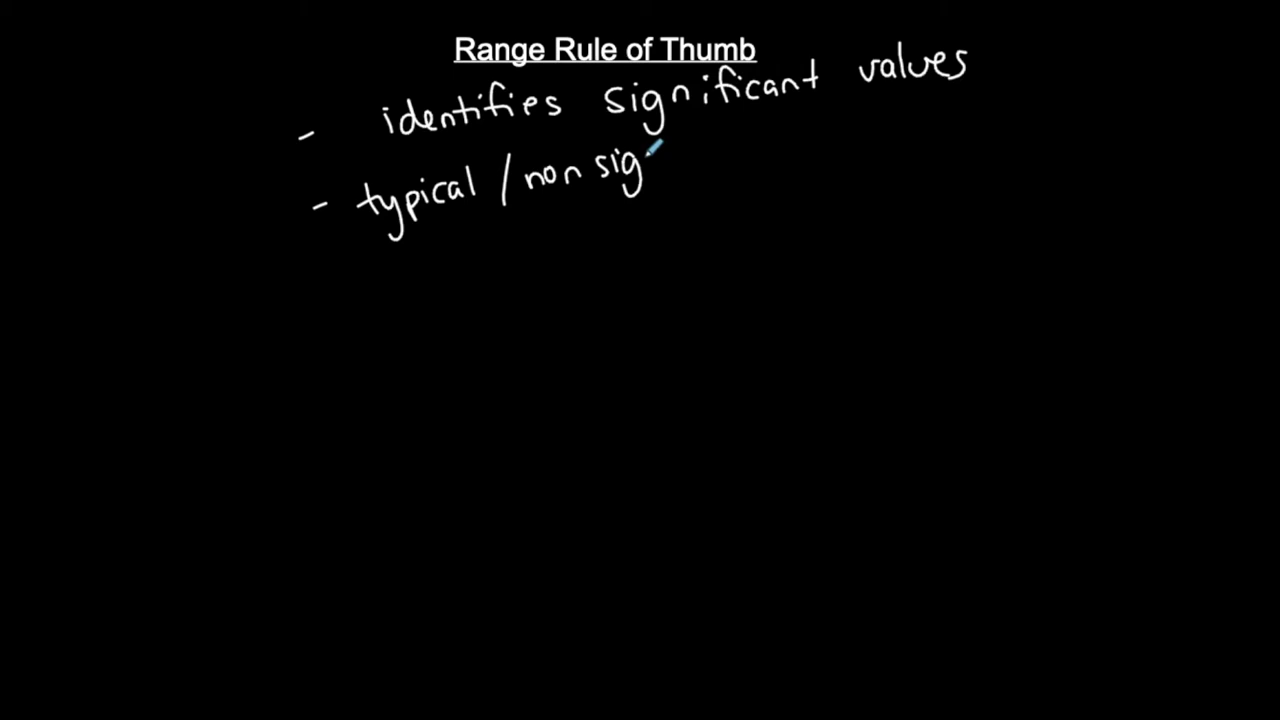 Range Rule of Thumb
- identifies significant values
- typical / non sig